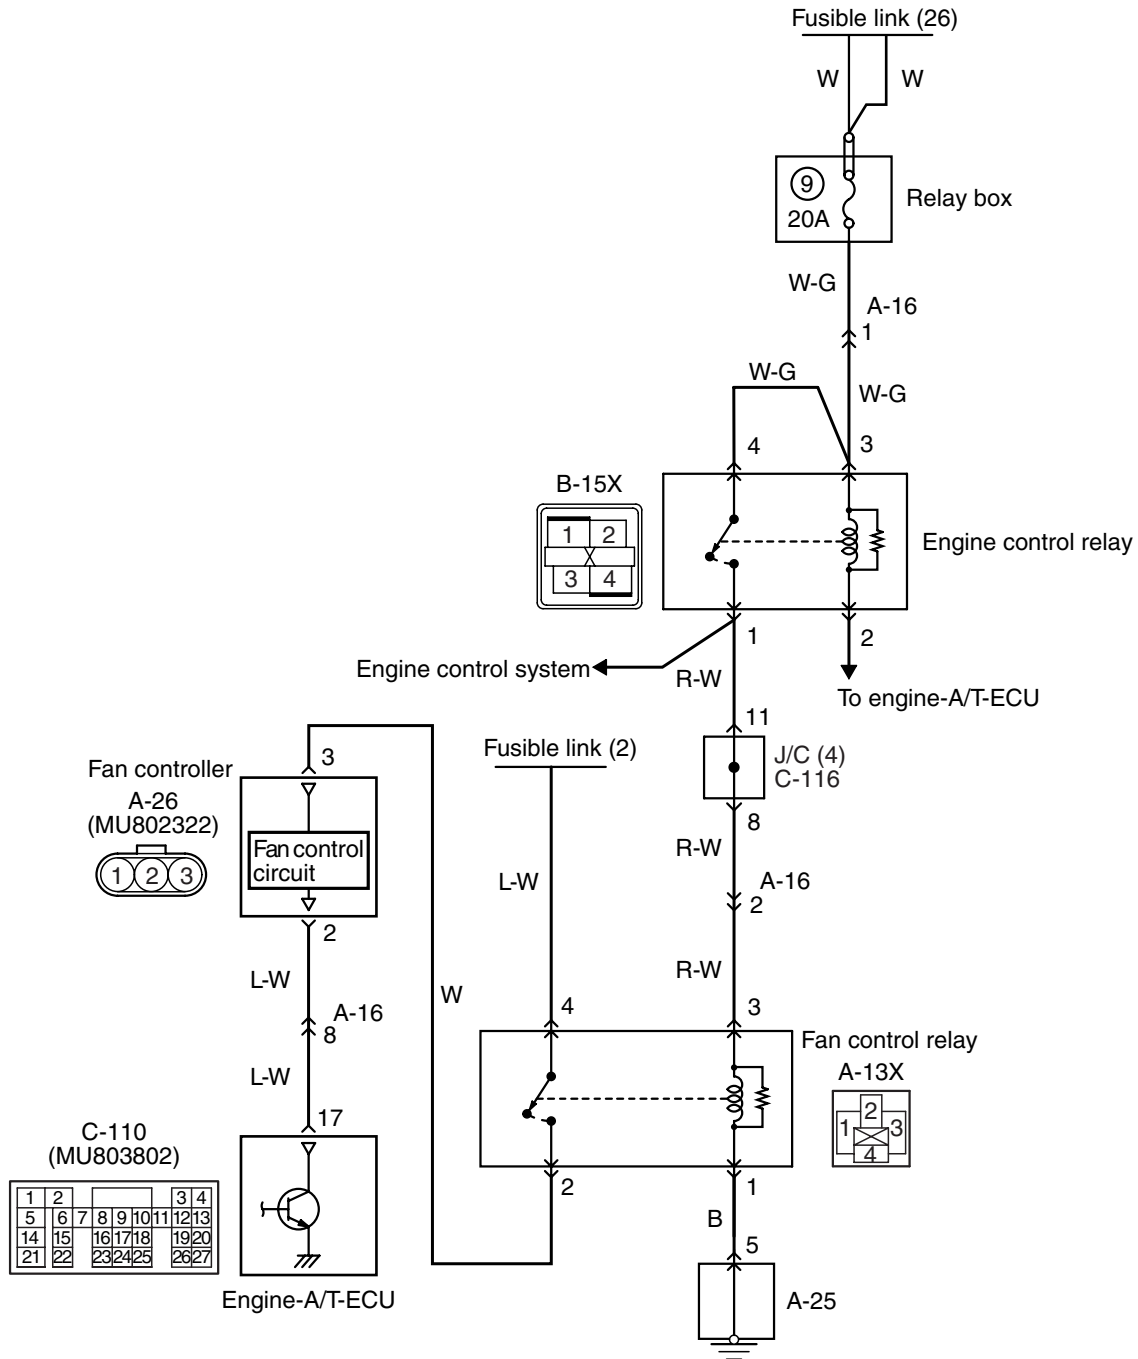 Fusible link (26)
W
W
9
20A
Relay box
W-G
A-16
1
W-G
W-G
4
3
B-15X
1 2
3 4
Engine control relay
1
2
Engine control system
R-W
To engine-A/T-ECU
11
J/C (4)
C-116
8
R-W
A-16
2
R-W
3
Fusible link (2)
L-W
4
Fan controller
A-26
(MU802322)
1 2 3
3
Fan control
circuit
2
L-W
A-16
8
L-W
W
17
Fan control relay
A-13X
2
1 3
4
2
1
B
5
A-25
C-110
(MU803802)
1 2 3 4
5 6 7 8 9 10 11 12 13
14 15 16 17 18 19 20
21 22 23 24 25 26 27
Engine-A/T-ECU